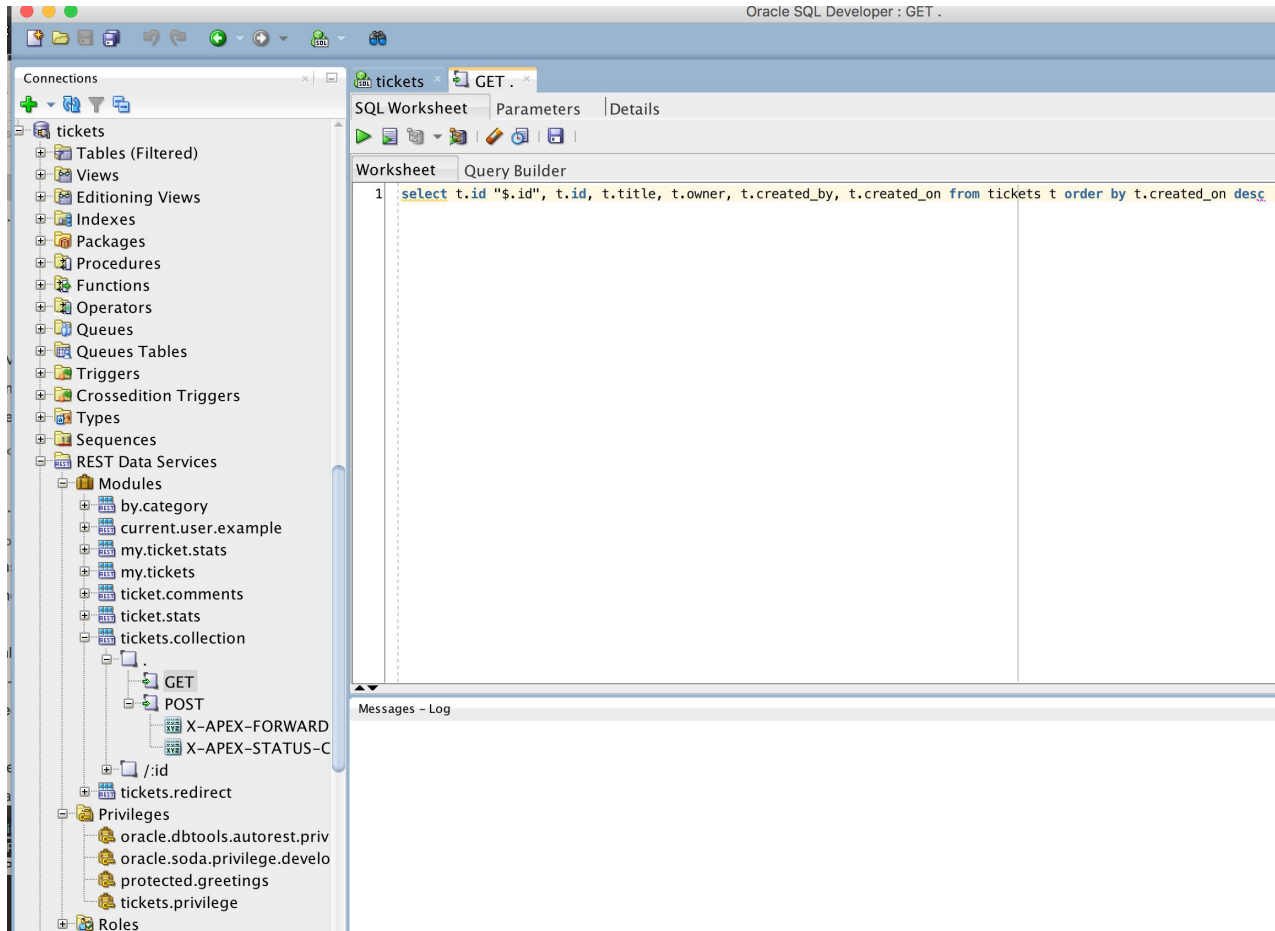 Oracle SQL Developer : GET .
Connections
tickets
Tables (Filtered)
Views
Editioning Views
Indexes
Packages
Procedures
Functions
Operators
Queues
Queues Tables
Triggers
Crossedition Triggers
Types
Sequences
REST Data Services
Modules
by.category
current.user.example
my.ticket.stats
my.tickets
ticket.comments
ticket.stats
tickets.collection
.
GET
POST
X-APEX-FORWARD
X-APEX-STATUS-C
/:id
tickets.redirect
Privileges
oracle.dbtools.autorest.priv
oracle.soda.privilege.develo
protected.greetings
tickets.privilege
Roles
tickets GET .
SQL Worksheet Parameters Details
Worksheet Query Builder
1 select t.id "$.id", t.id, t.title, t.owner, t.created_by, t.created_on from tickets t order by t.created_on desc
Messages - Log